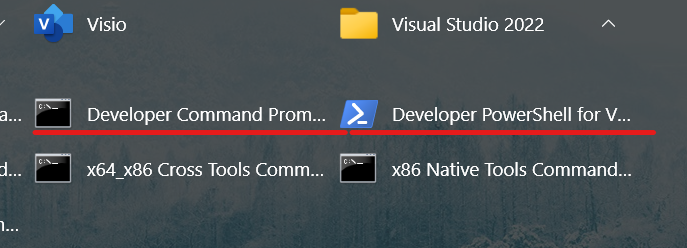 Visio
Visual Studio 2022
a...
Developer Command Prom...
Developer PowerShell for V...
d...
x64_x86 Cross Tools Comm...
x86 Native Tools Command...
n...